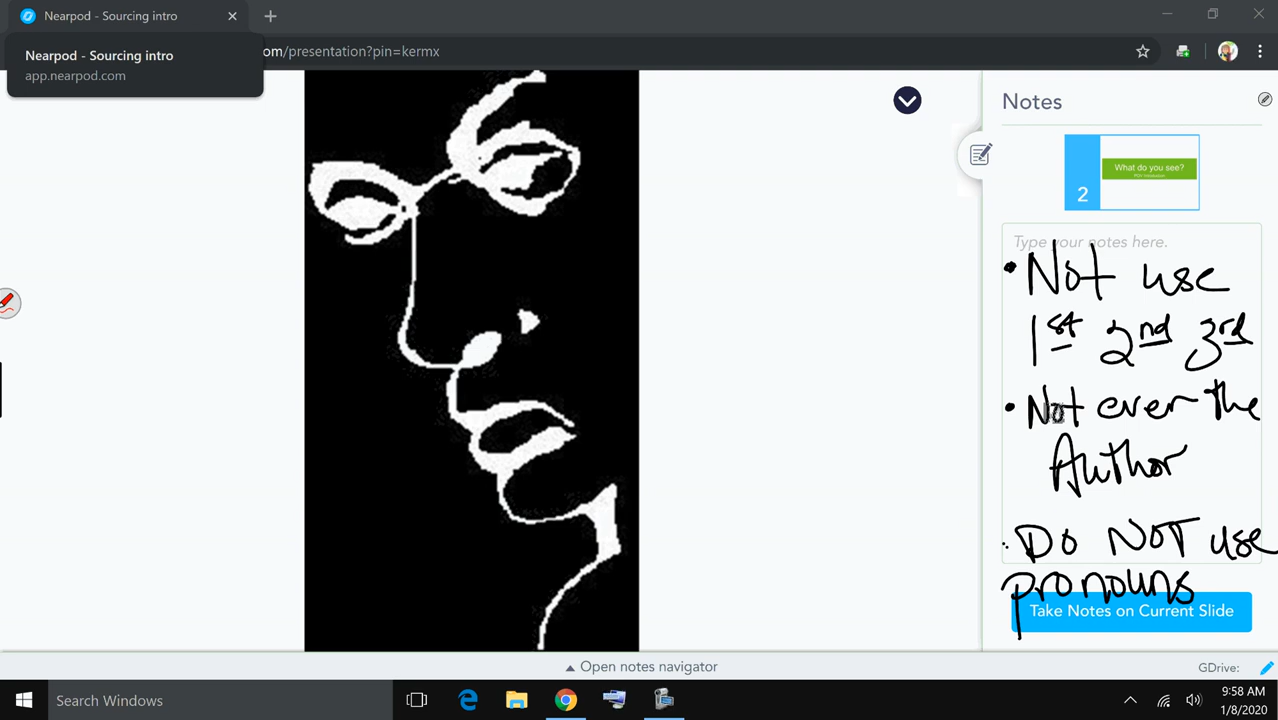 Nearpod - Sourcing intro
Nearpod - Sourcing intro
app.nearpod.com
om/presentation?pin=kermx
Notes
What do you see?
2
Type your notes here.
• Not use
1st 2nd 3rd
• Not over the
Author
• DO NOT use
pronouns
Take Notes on Current Slide
Open notes navigator
GDrive:
Search Windows
9:58 AM
1/8/2020